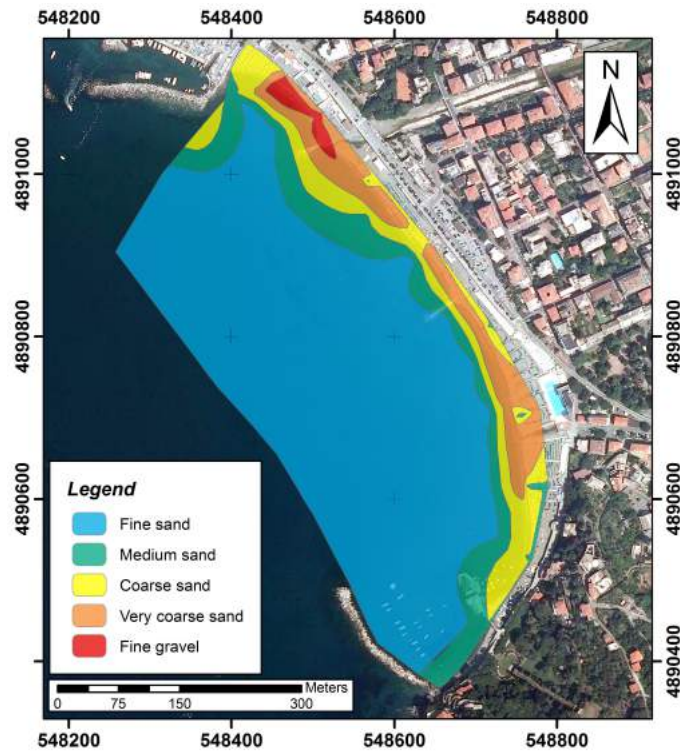 548200 548400 548600 548800
N
4891000 4891000
4890800 4890800
4890600 4890600
Legend
Fine sand
Medium sand
Coarse sand
Very coarse sand
Fine gravel
4890400
Meters
0 75 150 300
548200 548400 548600 548800